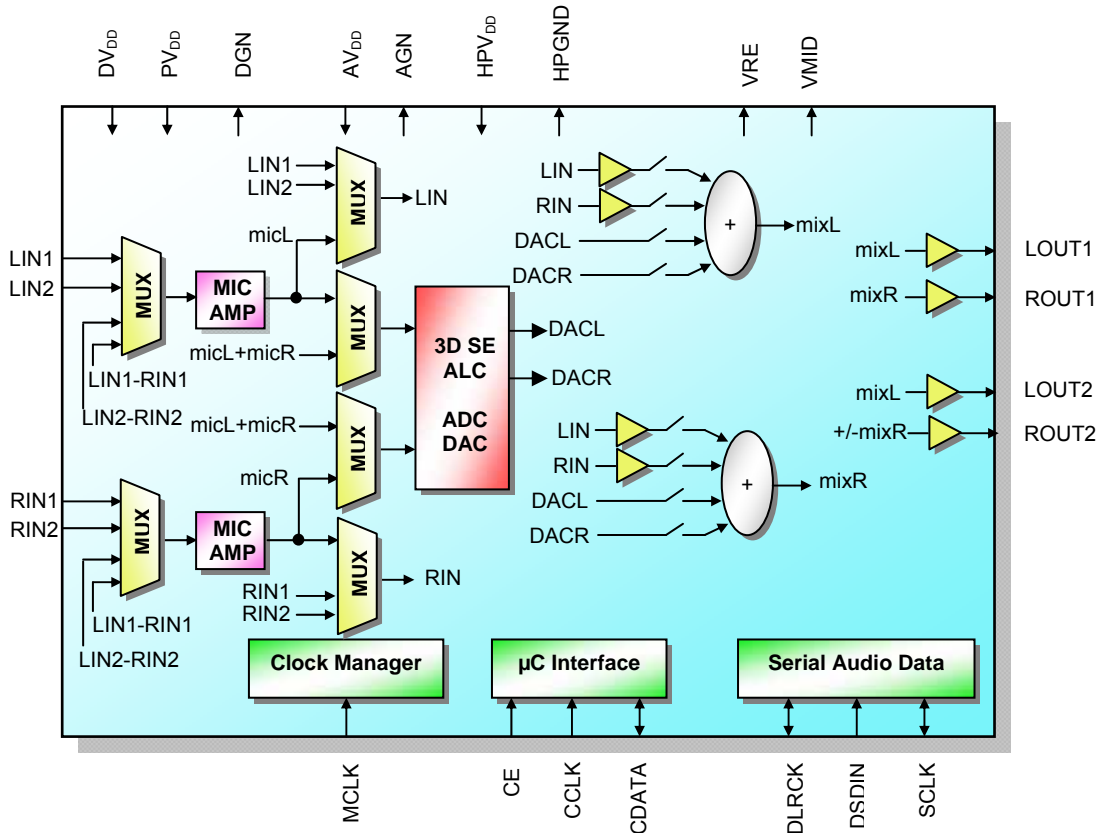 DVDD
PVDD
DGN
AVDD
AGN
HPVDD
HPGND
VRE
VMID
LIN1
LIN2
MUX
LIN
micL
LIN1
LIN2
MUX
MIC
AMP
LIN1-RIN1
LIN2-RIN2
micL+micR
MUX
micL+micR
MUX
micR
3D SE
ALC
ADC
DAC
DACL
DACR
RIN1
RIN2
MUX
MIC
AMP
LIN1-RIN1
LIN2-RIN2
MUX
RIN
RIN1
RIN2
LIN
RIN
DACL
DACR
+
mixL
LIN
RIN
DACL
DACR
+
mixR
mixL
LOUT1
mixR
ROUT1
mixL
LOUT2
+/-mixR
ROUT2
Clock Manager
µC Interface
Serial Audio Data
MCLK
CE
CCLK
CDATA
DLRCK
DSDIN
SCLK